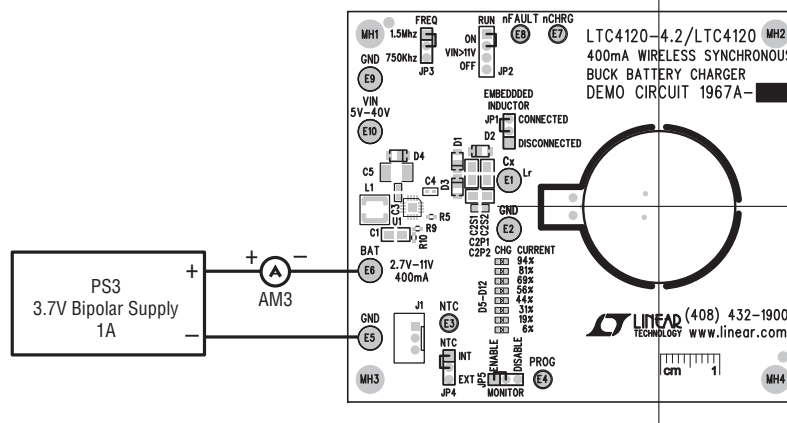 FREQ
1.5Mhz
750Khz
JP3
RUN
ON
VIN>11V
OFF
JP2
nFAULT nCHRG
E8
E7
MH1
MH2
LTC4120-4.2/LTC4120
400mA WIRELESS SYNCHRONOUS
BUCK BATTERY CHARGER
DEMO CIRCUIT 1967A-
GND
E9
VIN
5V-40V
E10
EMBEDDDED
INDUCTOR
JP1
CONNECTED
DISCONNECTED
D2
D1
D3
D4
C5
L1
C3
C4
U1
C1
R5
R9
R10
Cx
E1
Lr
GND
E2
C2S1
C2S2
C2P1
C2P2
BAT
E6
2.7V-11V
400mA
CHG CURRENT
94%
81%
69%
56%
44%
31%
19%
6%
D5-D12
PS3
3.7V Bipolar Supply
1A
+
−
+
A
−
AM3
GND
E5
J1
NTC
E3
NTC
INT
EXT
JP4
JP5
ENABLE
DISABLE
MONITOR
PROG
E4
MH3
MH4
LINEAR
TECHNOLOGY
(408) 432-1900
www.linear.com
cm 1